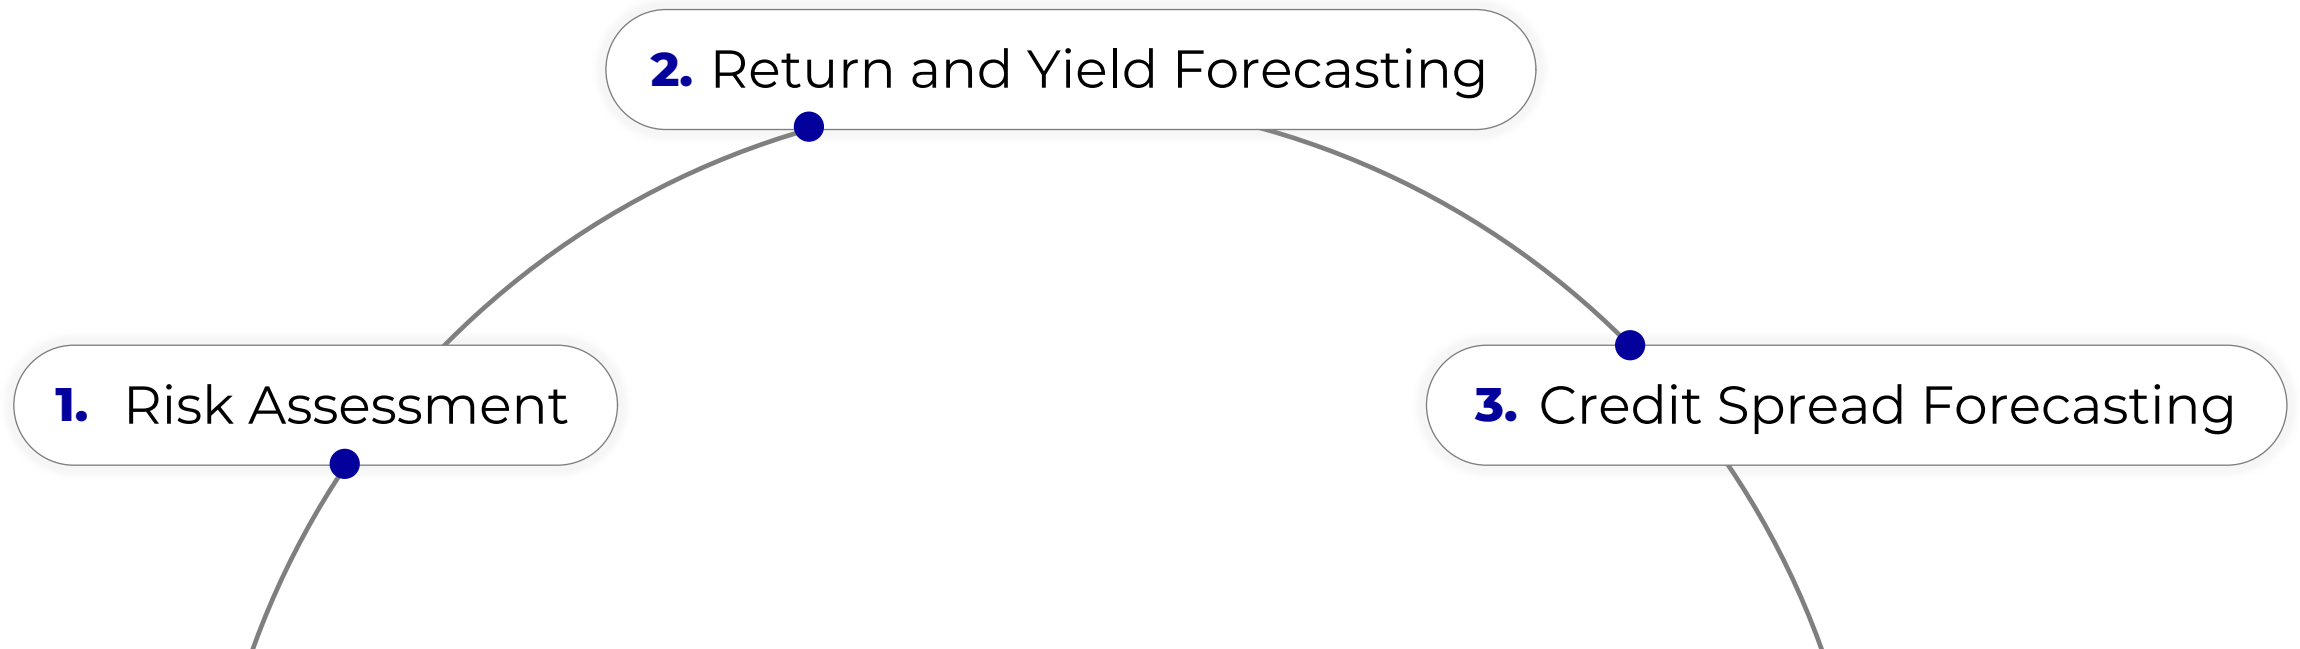 2. Return and Yield Forecasting
1. Risk Assessment
3. Credit Spread Forecasting